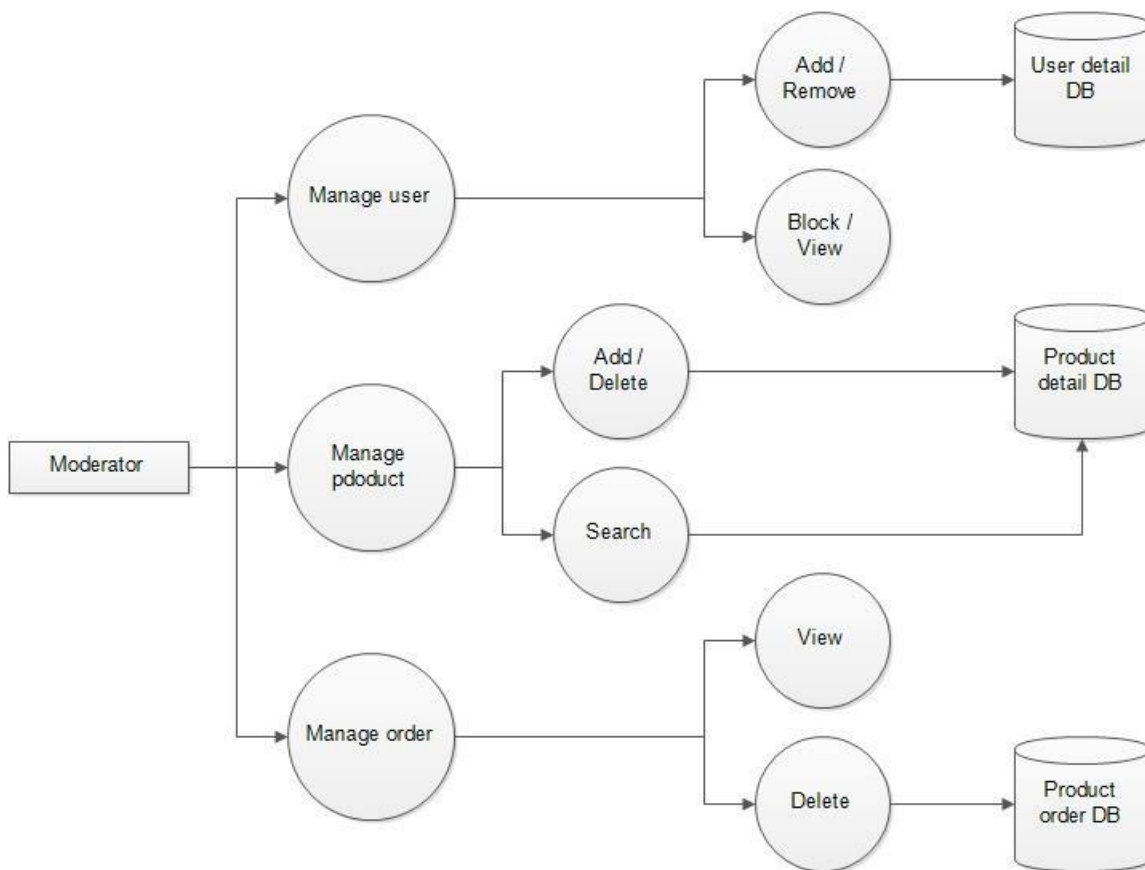 Add /
Remove
User detail
DB
Manage user
Block /
View
Add /
Delete
Product
detail DB
Moderator
Manage
pdoduct
Search
View
Manage order
Delete
Product
order DB